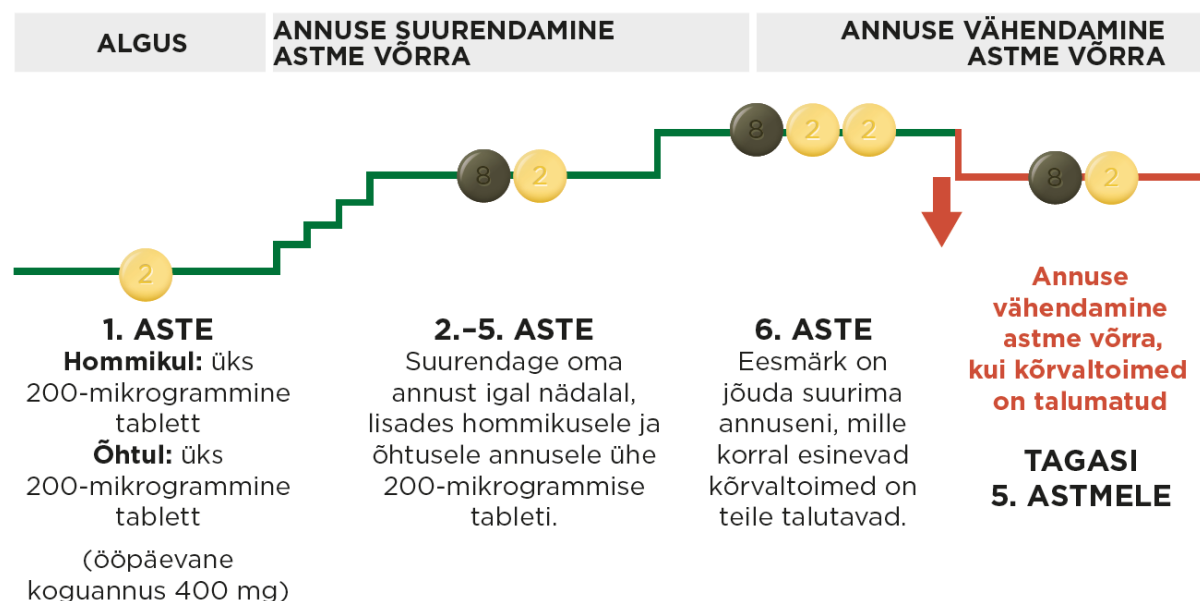 ALGUS
ANNUSE SUURENDAMINE
ASTME VÕRRA
ANNUSE VÄHENDAMINE
ASTME VÕRRA
8
2
2
8
2
8
2
2
1. ASTE
Hommikul: üks
200-mikrogrammine
tablett
Õhtul: üks
200-mikrogrammine
tablett
(ööpäevane
koguannus 400 mg)
2.–5. ASTE
Suurendage oma
annust igal nädalal,
lisades hommikusele ja
õhtusele annusele ühe
200-mikrogrammise
tableti.
6. ASTE
Eesmärk on
jõuda suurima
annuseni, mille
korral esinevad
kõrvaltoimed on
teile talutavad.
Annuse
vähendamine
astme võrra,
kui kõrvaltoimed
on talumatud
TAGASI
5. ASTMELE